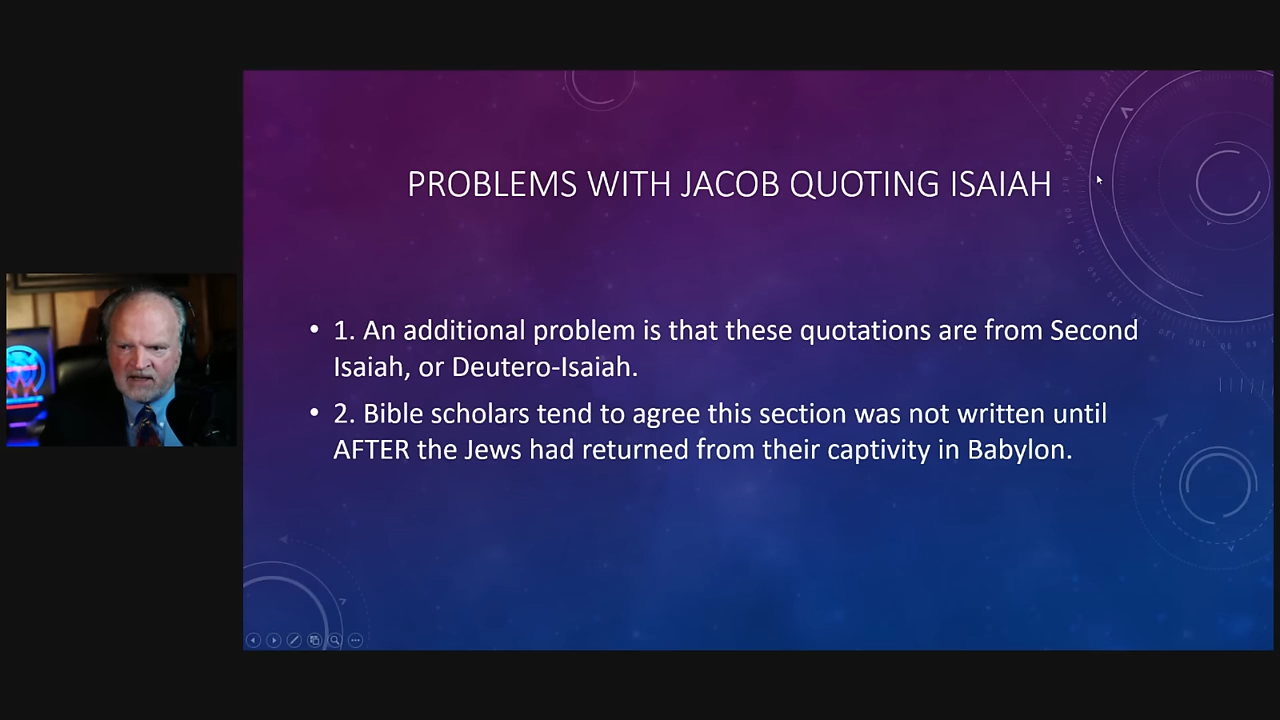 PROBLEMS WITH JACOB QUOTING ISAIAH
• 1. An additional problem is that these quotations are from Second
Isaiah, or Deutero-Isaiah.
• 2. Bible scholars tend to agree this section was not written until
AFTER the Jews had returned from their captivity in Babylon.